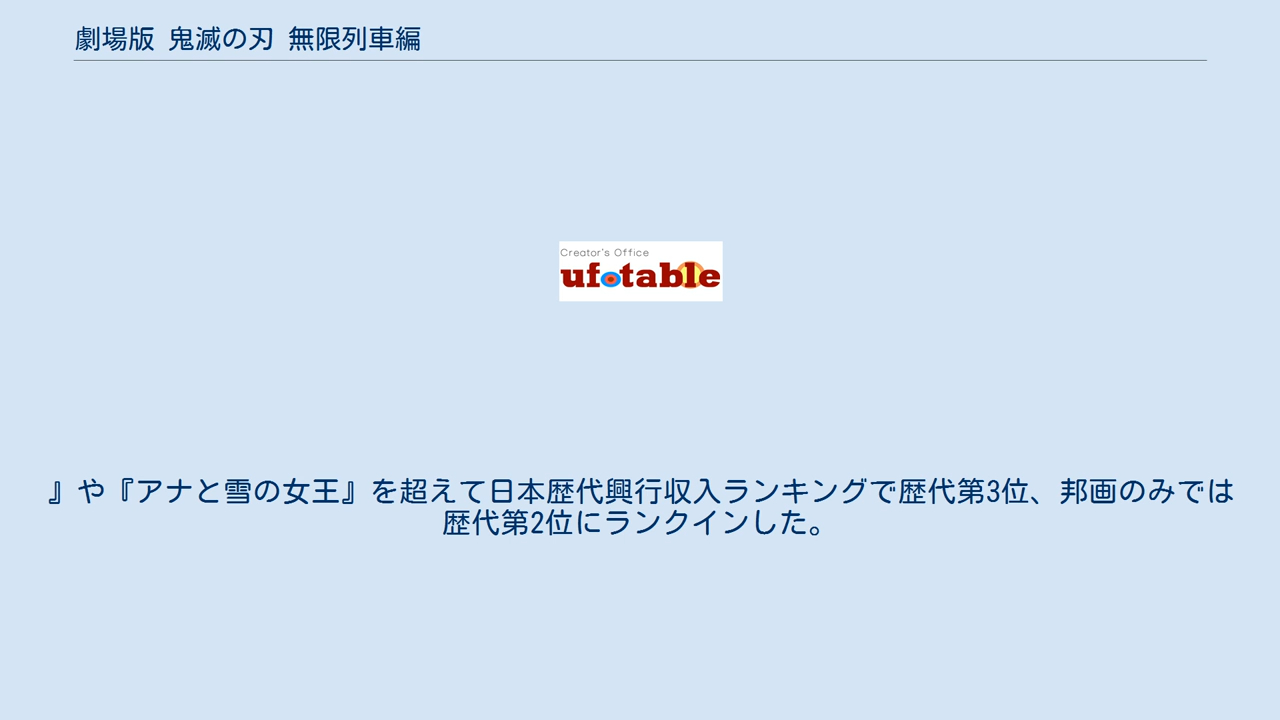 劇場版 鬼滅の刃 無限列車編
Creator's Office
ufotable
』や『アナと雪の女王』を超えて日本歴代興行収入ランキングで歴代第3位、邦画のみでは
歴代第2位にランクインした。